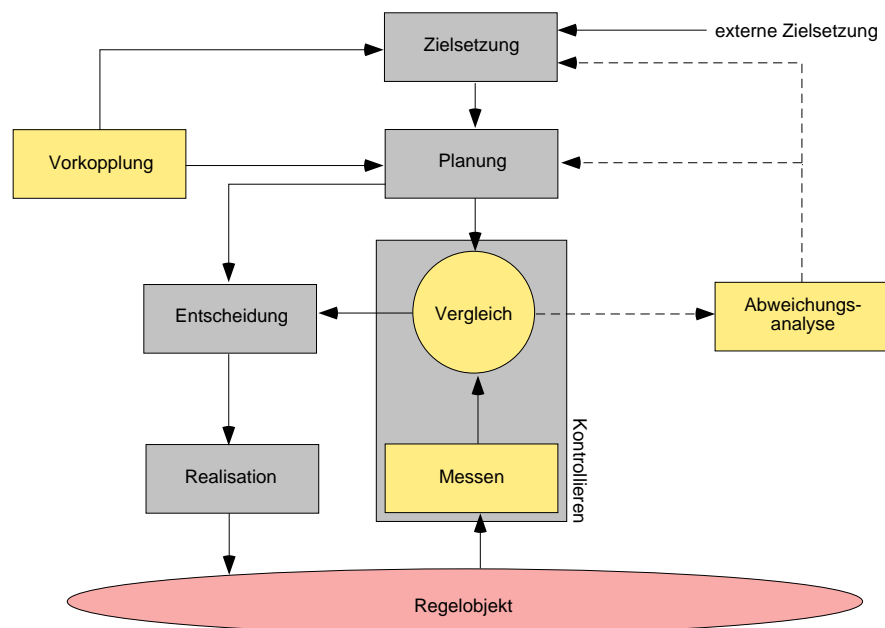 Zielsetzung
externe Zielsetzung
Vorkopplung
Planung
Entscheidung
Vergleich
Abweichungs-
analyse
Kontrollieren
Realisation
Messen
Regelobjekt